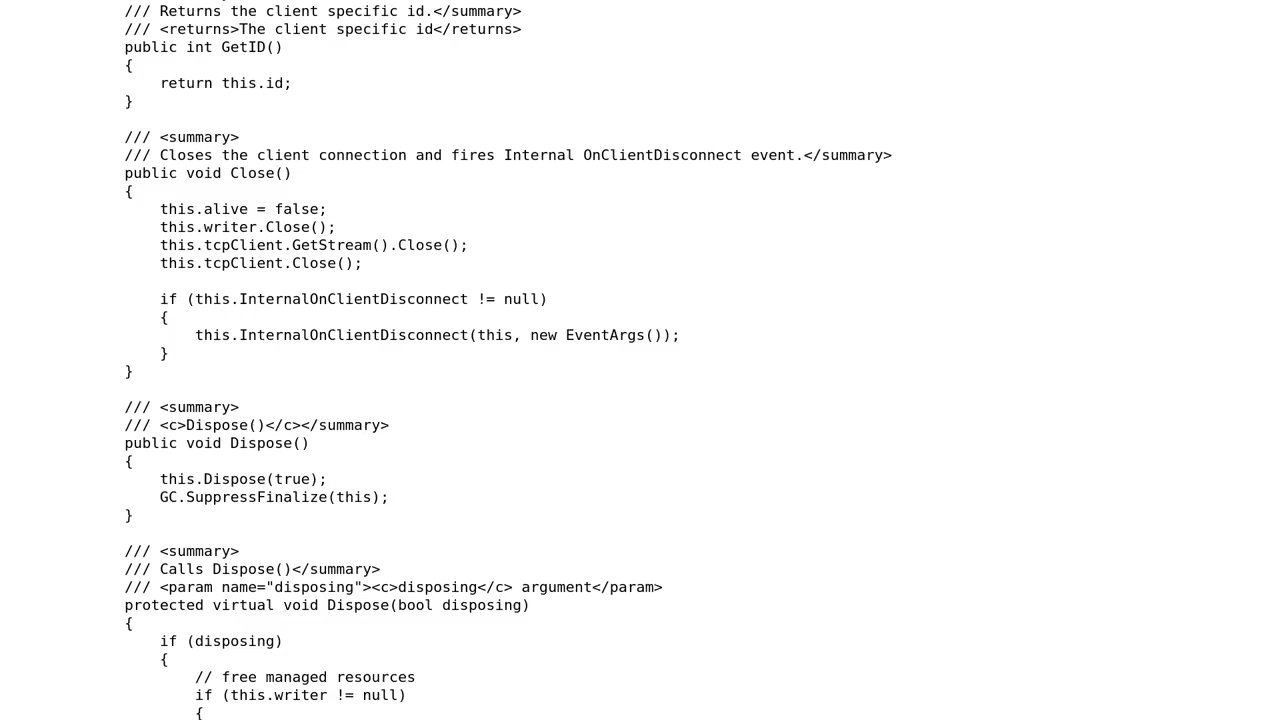 /// Returns the client specific id.</summary>
/// <returns>The client specific id</returns>
public int GetID()
{
    return this.id;
}

/// <summary>
/// Closes the client connection and fires Internal OnClientDisconnect event.</summary>
public void Close()
{
    this.alive = false;
    this.writer.Close();
    this.tcpClient.GetStream().Close();
    this.tcpClient.Close();

    if (this.InternalOnClientDisconnect != null)
    {
        this.InternalOnClientDisconnect(this, new EventArgs());
    }
}

/// <summary>
/// <c>Dispose()</c></summary>
public void Dispose()
{
    this.Dispose(true);
    GC.SuppressFinalize(this);
}

/// <summary>
/// Calls Dispose()</summary>
/// <param name="disposing"><c>disposing</c> argument</param>
protected virtual void Dispose(bool disposing)
{
    if (disposing)
    {
        // free managed resources
        if (this.writer != null)
        {